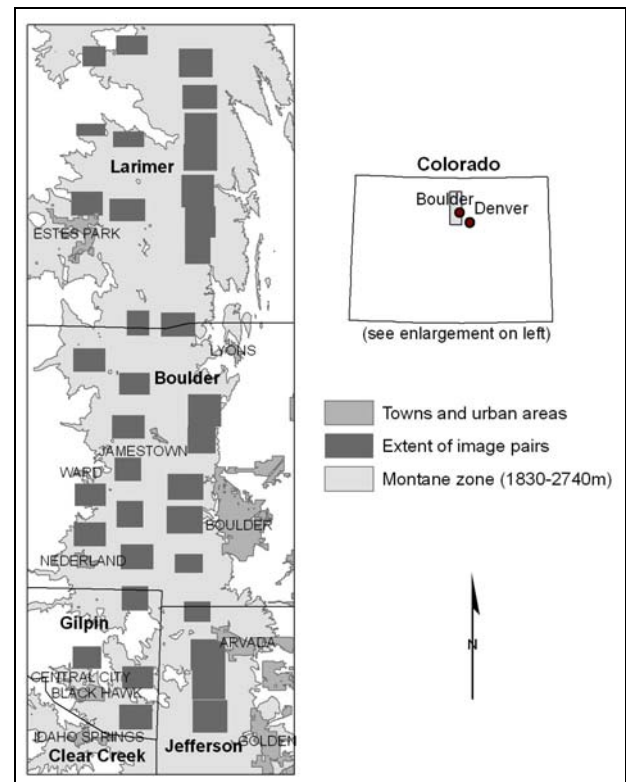 Larimer
ESTES PARK
LYONS
Boulder
JAMESTOWN
WARD
BOULDER
NEDERLAND
Gilpin
ARVADA
CENTRAL CITY
BLACK HAWK
IDAHO SPRINGS
Clear Creek
Jefferson
GOLDEN
Colorado
Boulder
Denver
(see enlargement on left)
Towns and urban areas
Extent of image pairs
Montane zone (1830-2740m)
N